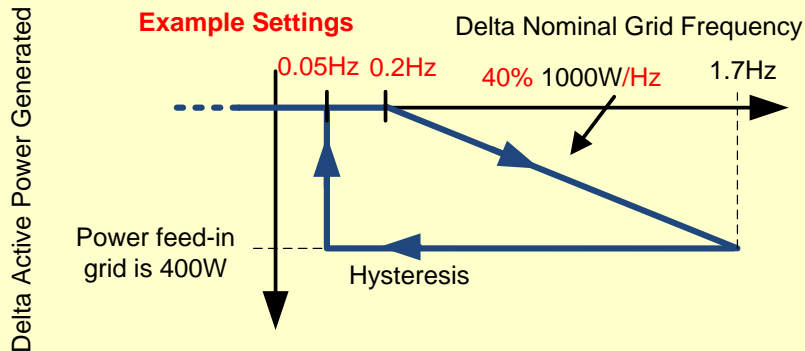 Example Settings
Delta Nominal Grid Frequency
0.05Hz
0.2Hz
40% 1000W/Hz
1.7Hz
Delta Active Power Generated
Power feed-in
grid is 400W
Hysteresis